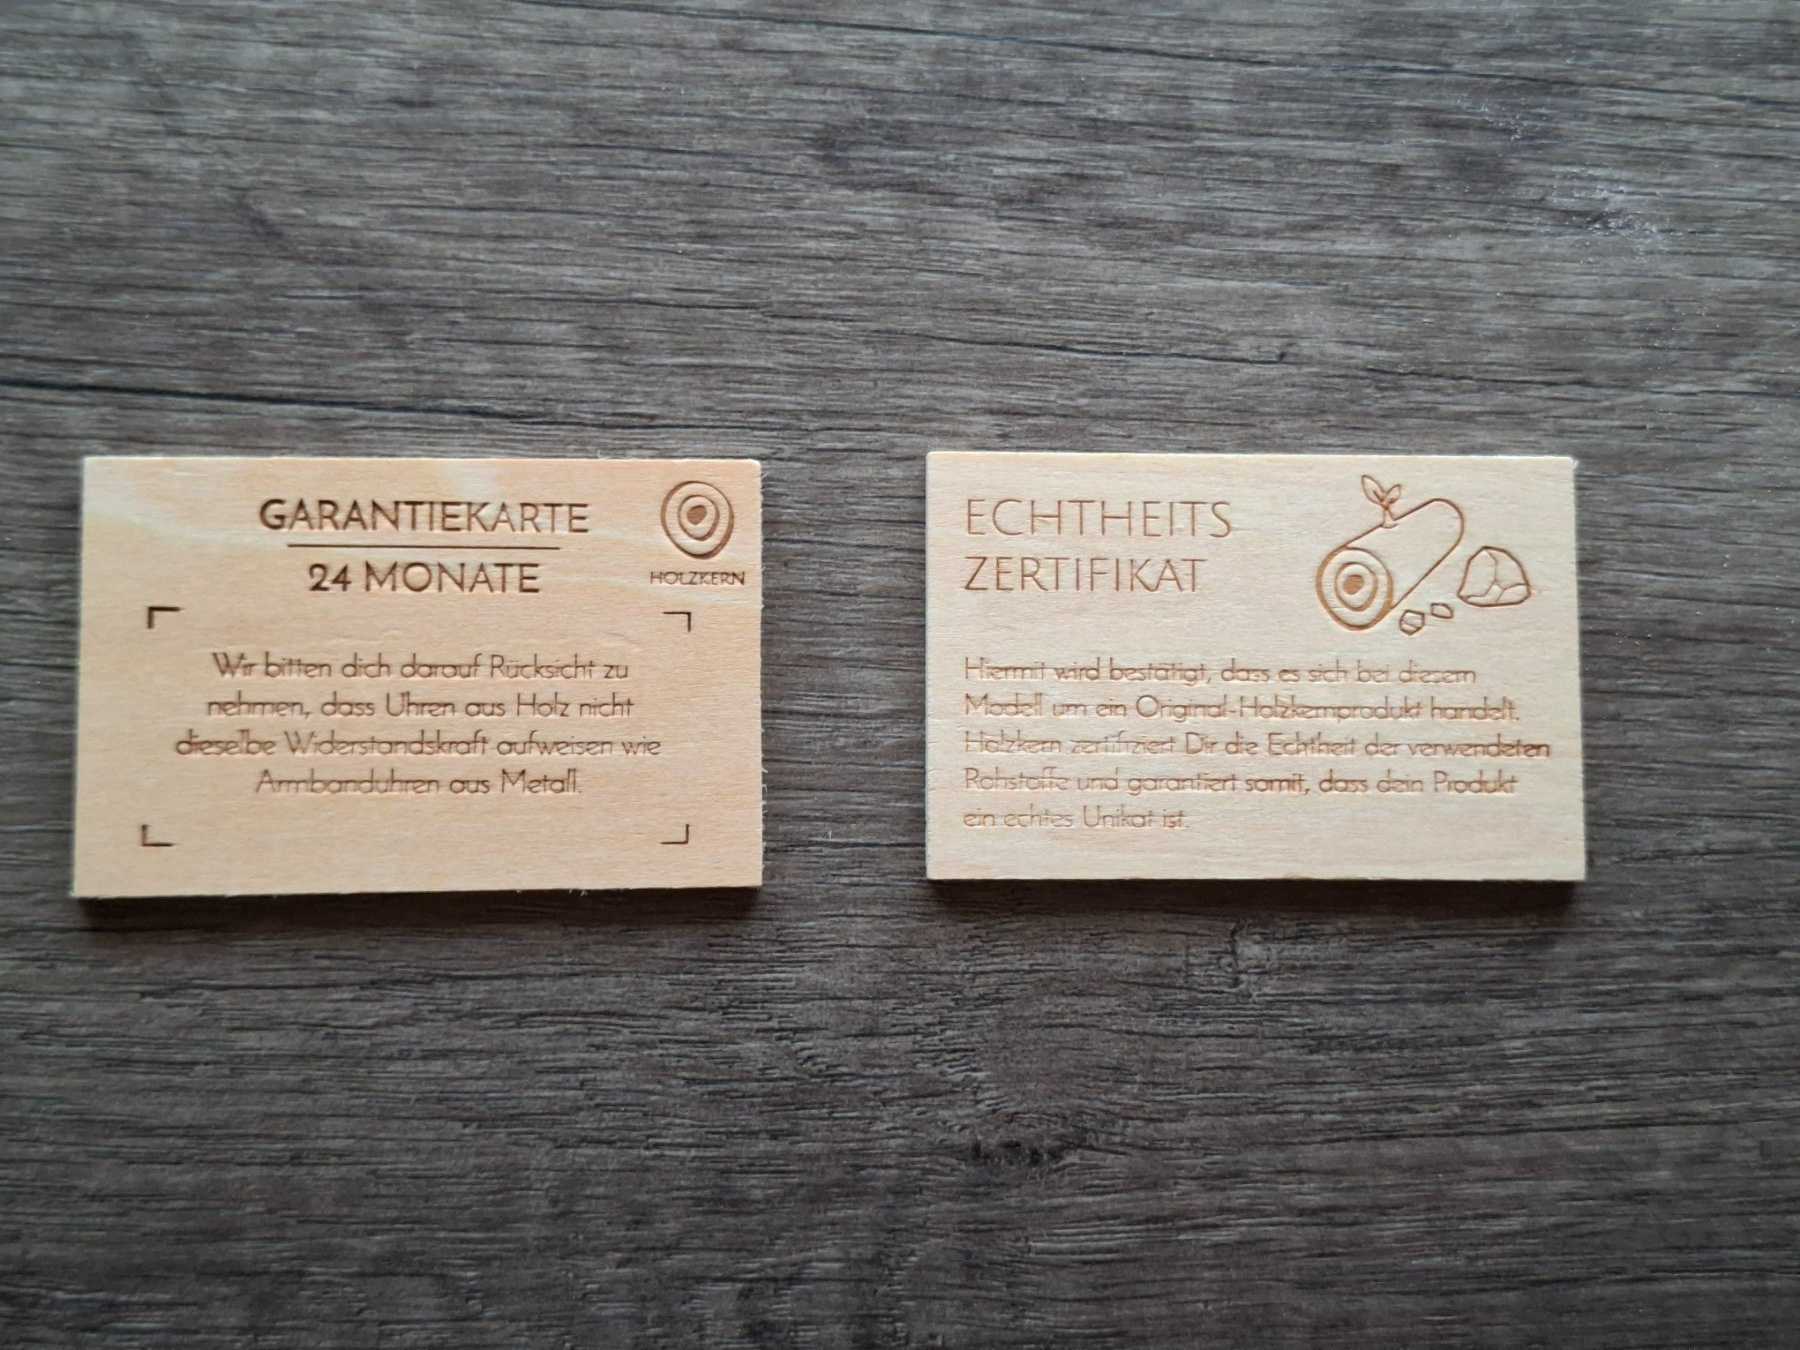 GARANTIEKARTE
24 MONATE
HOLZKERN
Wir bitten dich darauf Rücksicht zu
nehmen, dass Uhren aus Holz nicht
dieselbe Widerstandskraft aufweisen wie
Armbanduhren aus Metall.
ECHTHEITS
ZERTIFIKAT
Hiermit wird bestätigt, dass es sich bei diesem
Modell um ein Original-Holzkernprodukt handelt.
Holzkern zertifiziert Dir die Echtheit der verwendeten
Rohstoffe und garantiert somit, dass dein Produkt
ein echtes Unikat ist.